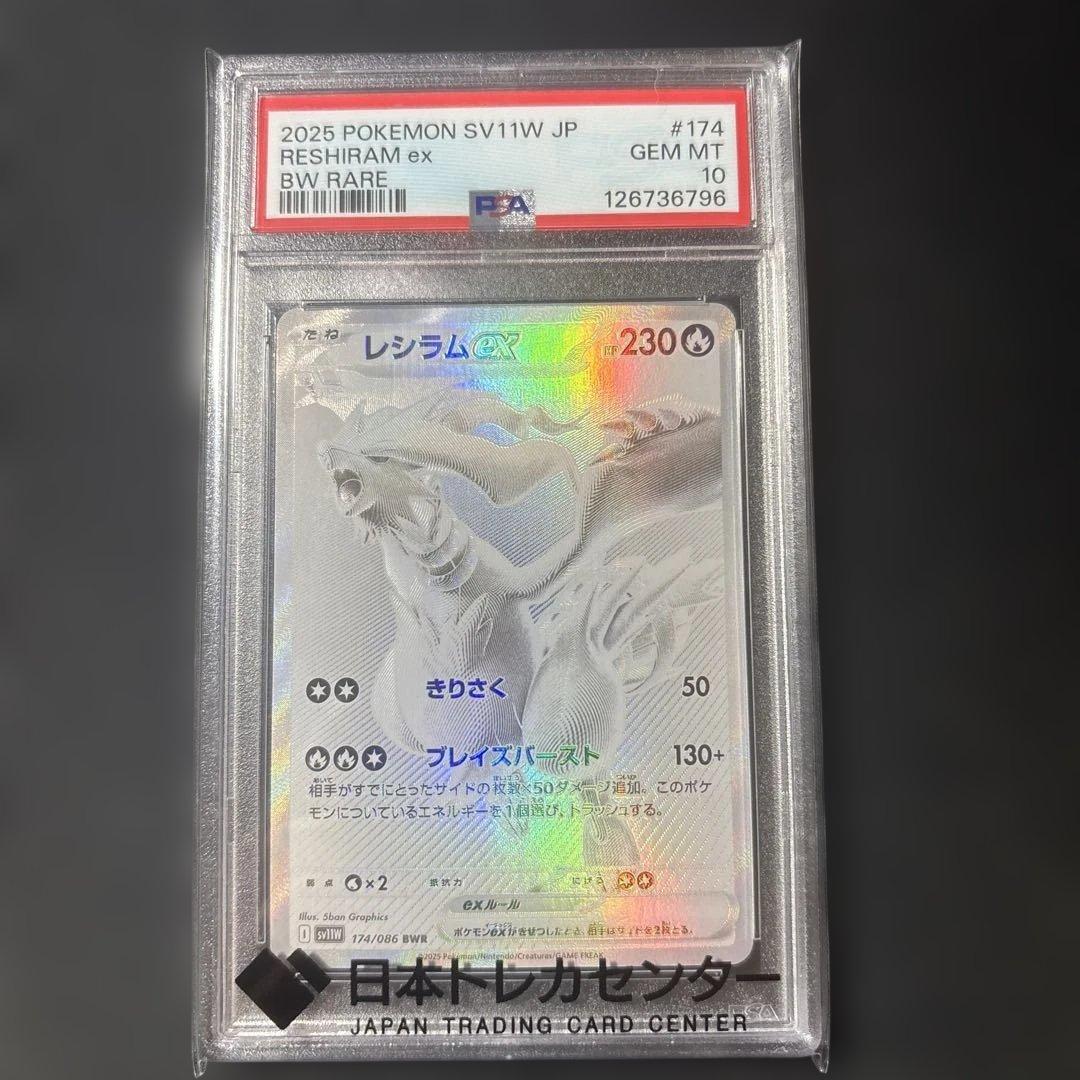 2025 POKEMON SV11W JP #174
RESHIRAM ex GEM MT
BW RARE 10
PSA 126736796
たね レシラムex HP230
きりさく 50
ブレイズバースト 130+
相手がすでにとったサイドの枚数×50ダメージ追加。このポケ
モンについているエネルギーを1個選び、トラッシュする。
弱点 ×2 抵抗力 にげる
exルール
ポケモンexがきぜつしたとき、相手はサイドを2枚とる。
Illus. 5ban Graphics
I sv11W 174/086 BWR
©2025 Pokémon/Nintendo/Creatures/GAME FREAK
日本トレカセンター
JAPAN TRADING CARD CENTER
PSA